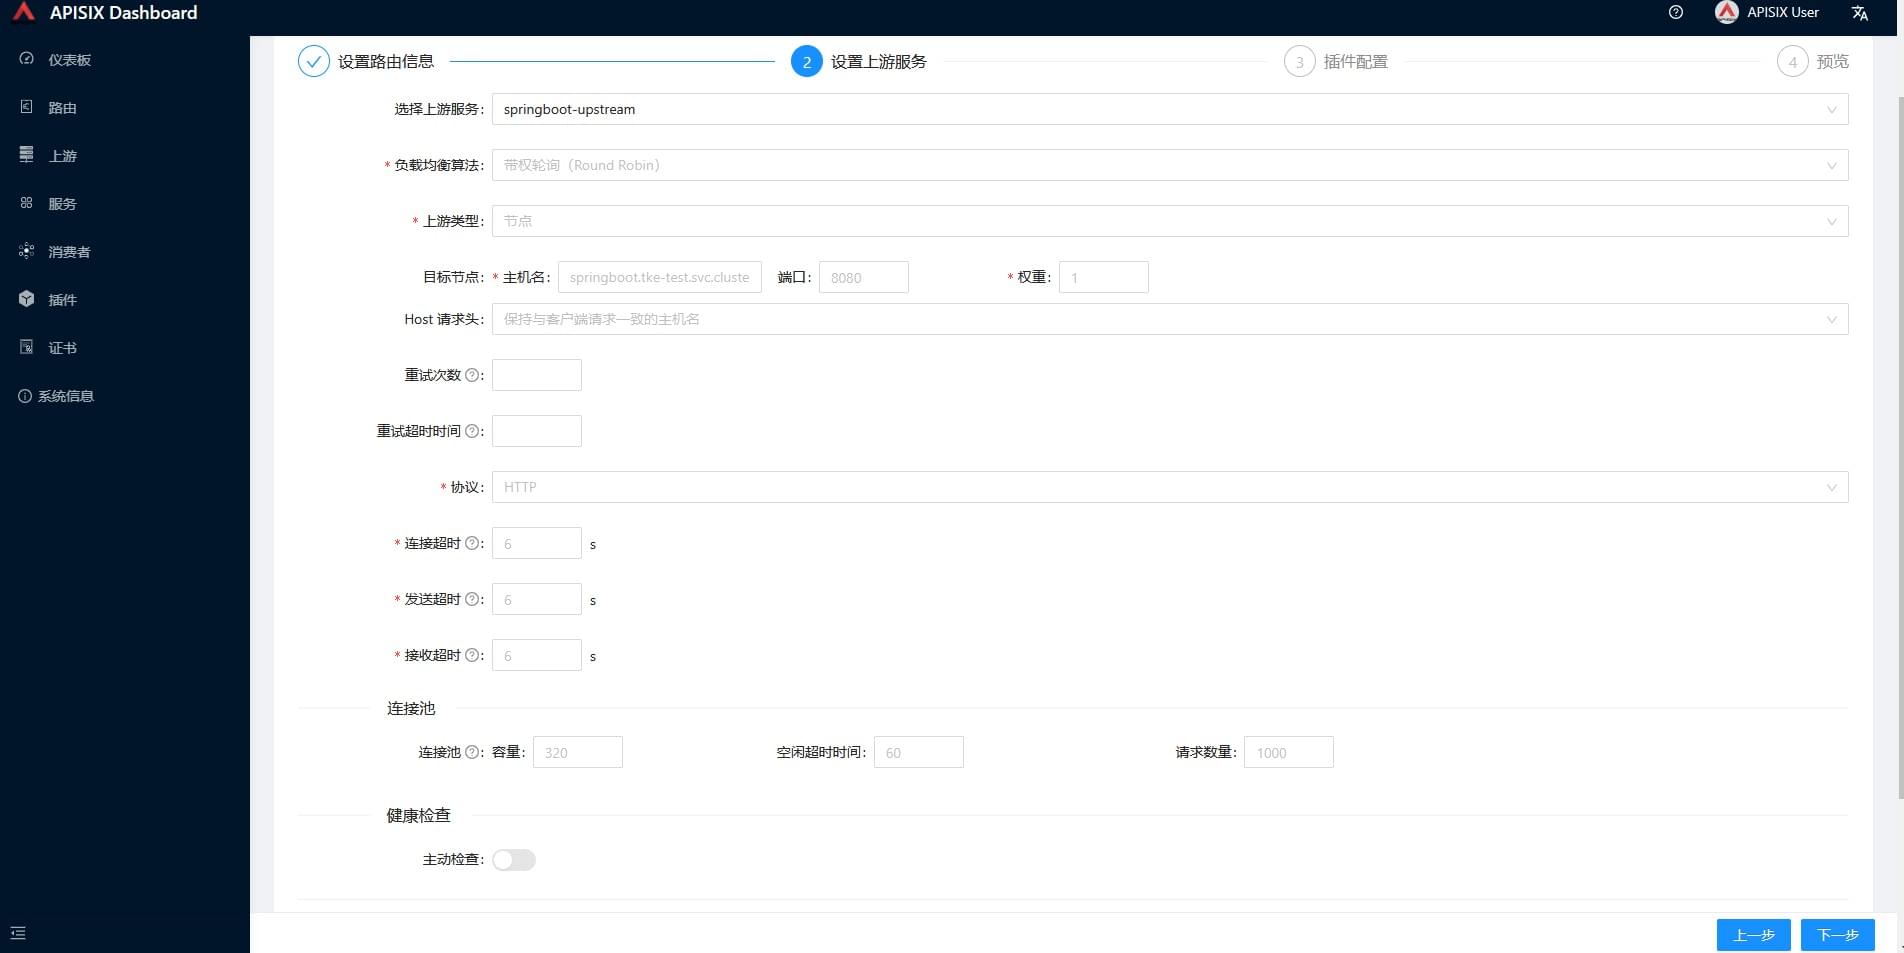 APISIX Dashboard
APISIX User
仪表板
路由
上游
服务
消费者
插件
证书
系统信息
设置路由信息
2 设置上游服务
3 插件配置
4 预览
选择上游服务: springboot-upstream
* 负载均衡算法: 带权轮询（Round Robin）
* 上游类型: 节点
目标节点: * 主机名: springboot.tke-test.svc.cluste 端口: 8080 * 权重: 1
Host 请求头: 保持与客户端请求一致的主机名
重试次数 ?:
重试超时时间 ?:
* 协议: HTTP
* 连接超时 ?: 6 s
* 发送超时 ?: 6 s
* 接收超时 ?: 6 s
连接池
连接池 ?: 容量: 320 空闲超时时间: 60 请求数量: 1000
健康检查
主动检查:
上一步 下一步